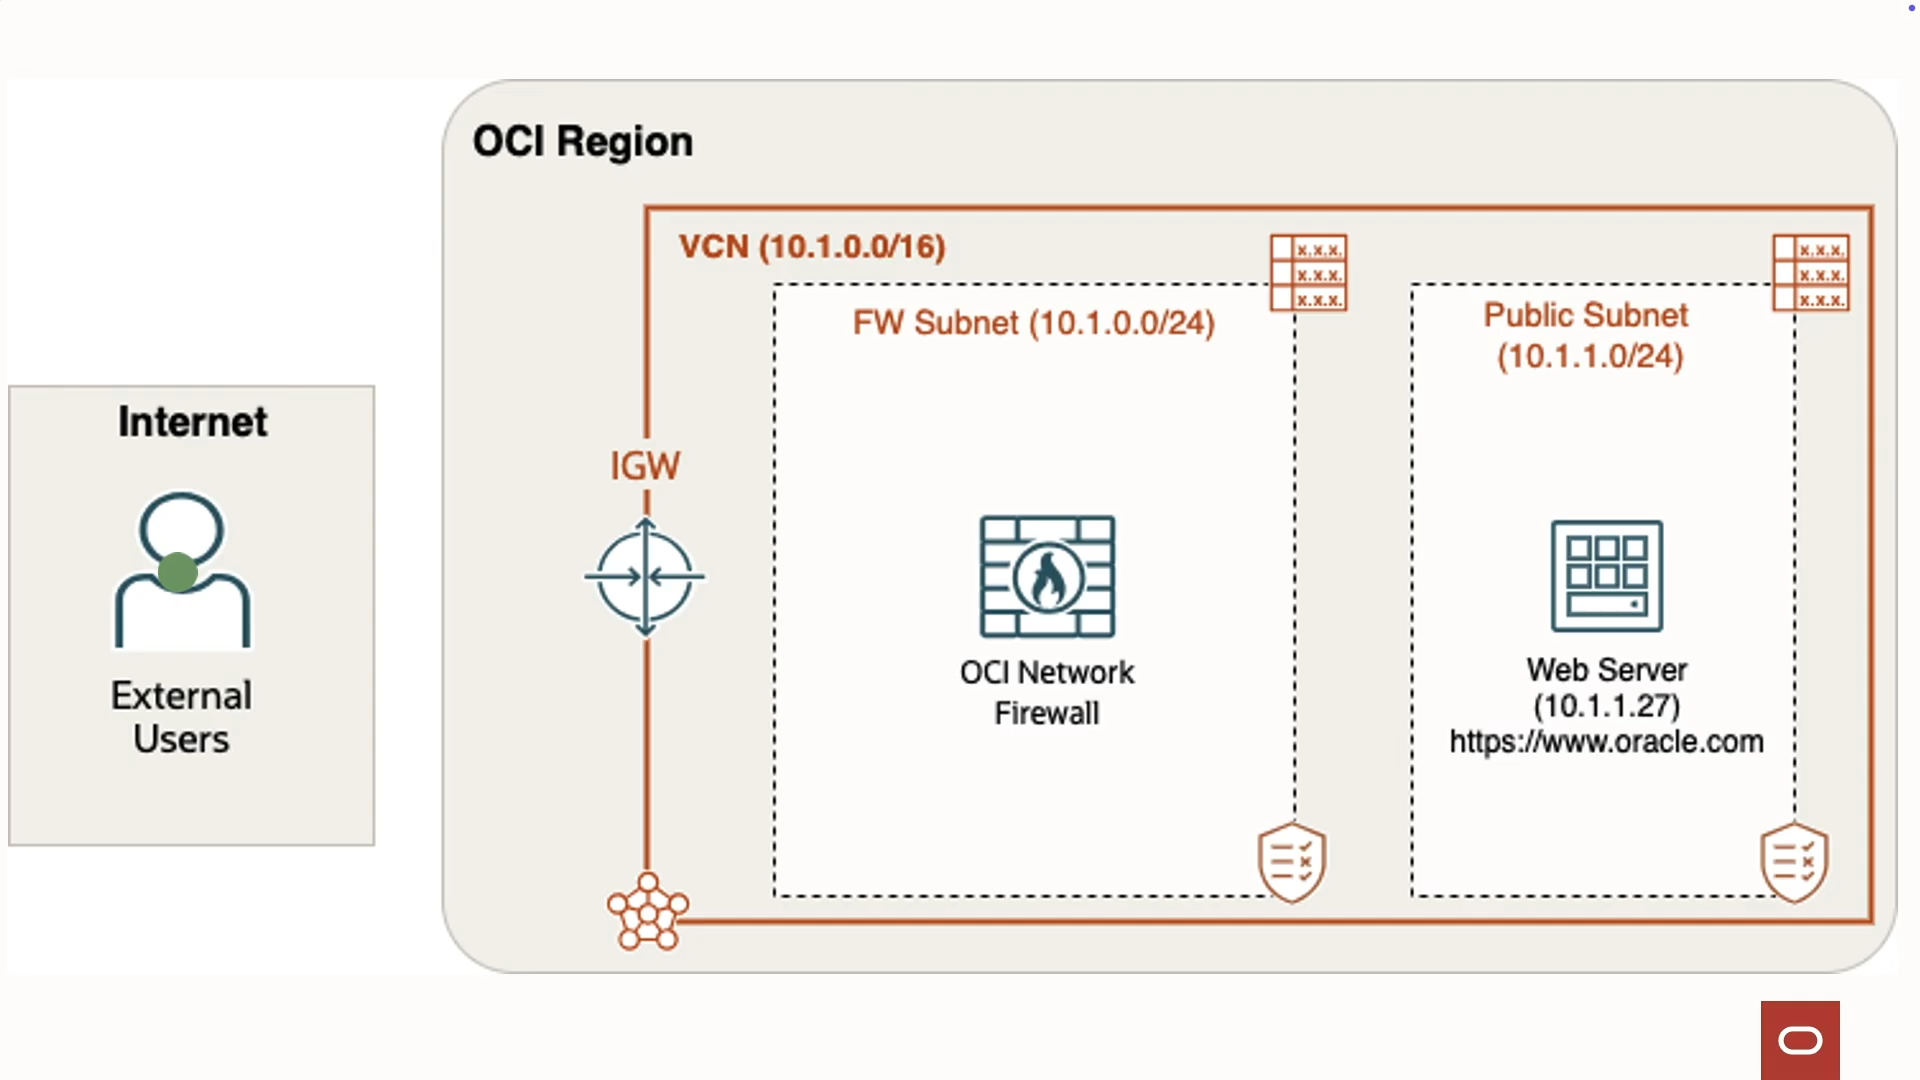 OCI Region
VCN (10.1.0.0/16)
x.x.x.
x.x.x.
x.x.x.
x.x.x.
x.x.x.
x.x.x.
FW Subnet (10.1.0.0/24)
Public Subnet
(10.1.1.0/24)
Internet
IGW
External
Users
OCI Network
Firewall
Web Server
(10.1.1.27)
https://www.oracle.com